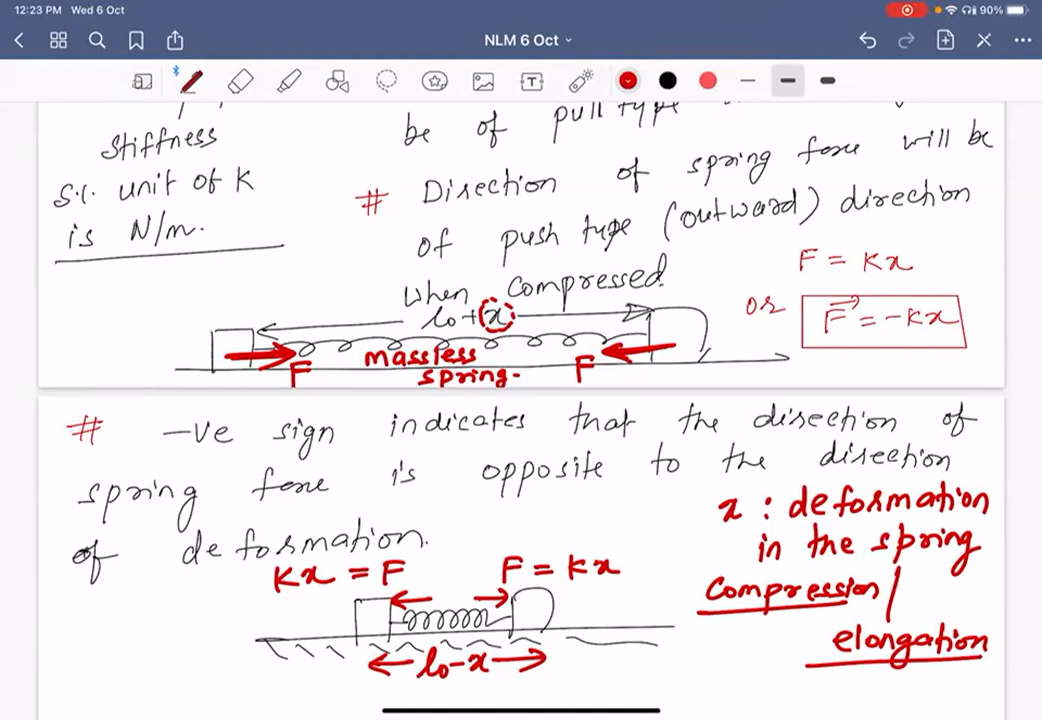 12:23 PM Wed 6 Oct
90%
NLM 6 Oct
T
Stiffness
S.I. unit of K
is N/m.
be of pull type
# Direction of spring force will be
of push type (outward) direction
when compressed.
F = Kx
or F = -Kx
l₀ + x
massless
spring.
F F
# -ve sign indicates that the direction of
spring force is opposite to the direction
of deformation.
x : deformation
in the spring
Compression /
elongation
Kx = F F = Kx
l₀-x